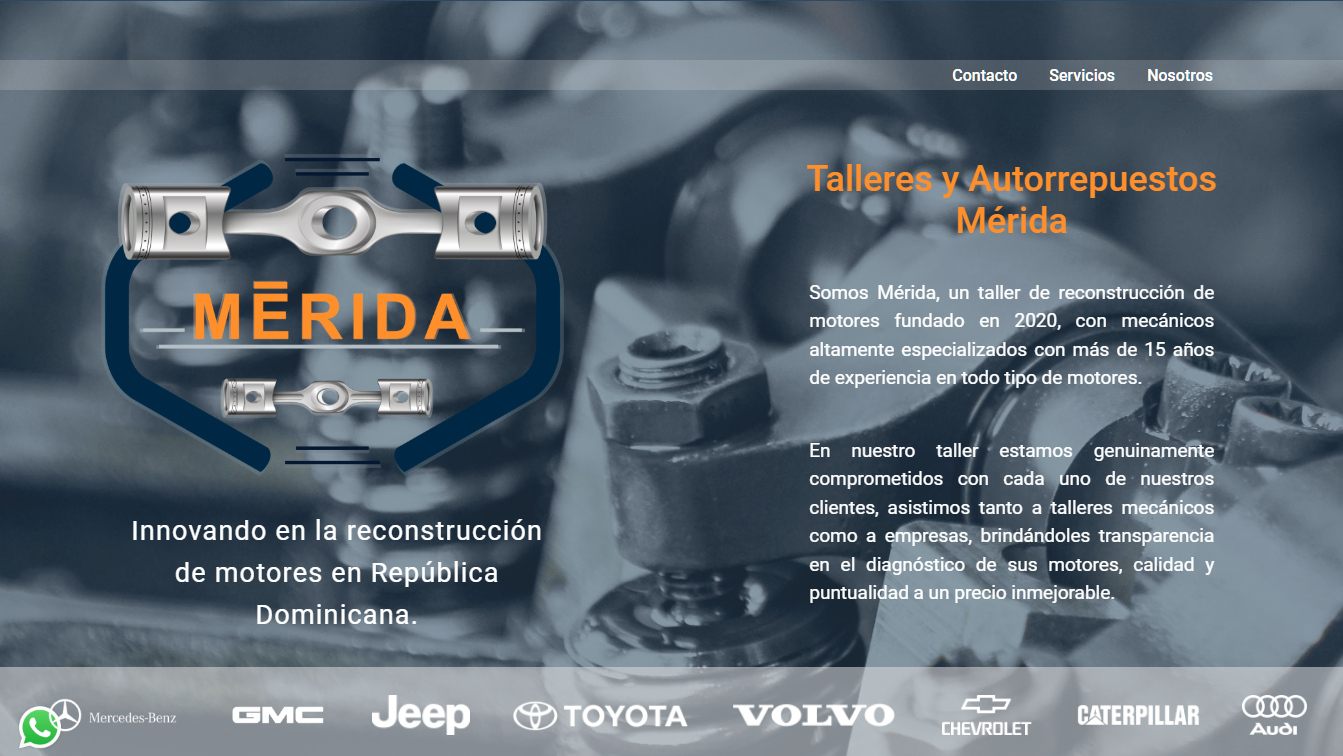 Contacto Servicios Nosotros
MĒRIDA
Innovando en la reconstrucción
de motores en República
Dominicana.
Talleres y Autorrepuestos
Mérida
Somos Mérida, un taller de reconstrucción de
motores fundado en 2020, con mecánicos
altamente especializados con más de 15 años
de experiencia en todo tipo de motores.
En nuestro taller estamos genuinamente
comprometidos con cada uno de nuestros
clientes, asistimos tanto a talleres mecánicos
como a empresas, brindándoles transparencia
en el diagnóstico de sus motores, calidad y
puntualidad a un precio inmejorable.
Mercedes-Benz GMC Jeep TOYOTA VOLVO CHEVROLET CATERPILLAR Audi